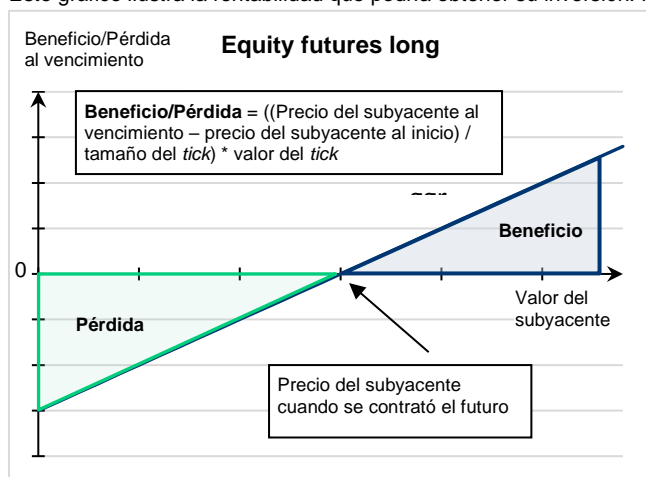 Beneficio/Pérdida
al vencimiento
Equity futures long
Beneficio/Pérdida = ((Precio del subyacente al
vencimiento – precio del subyacente al inicio) /
tamaño del tick) * valor del tick
Beneficio
0
Pérdida
Valor del
subyacente
Precio del subyacente
cuando se contrató el futuro